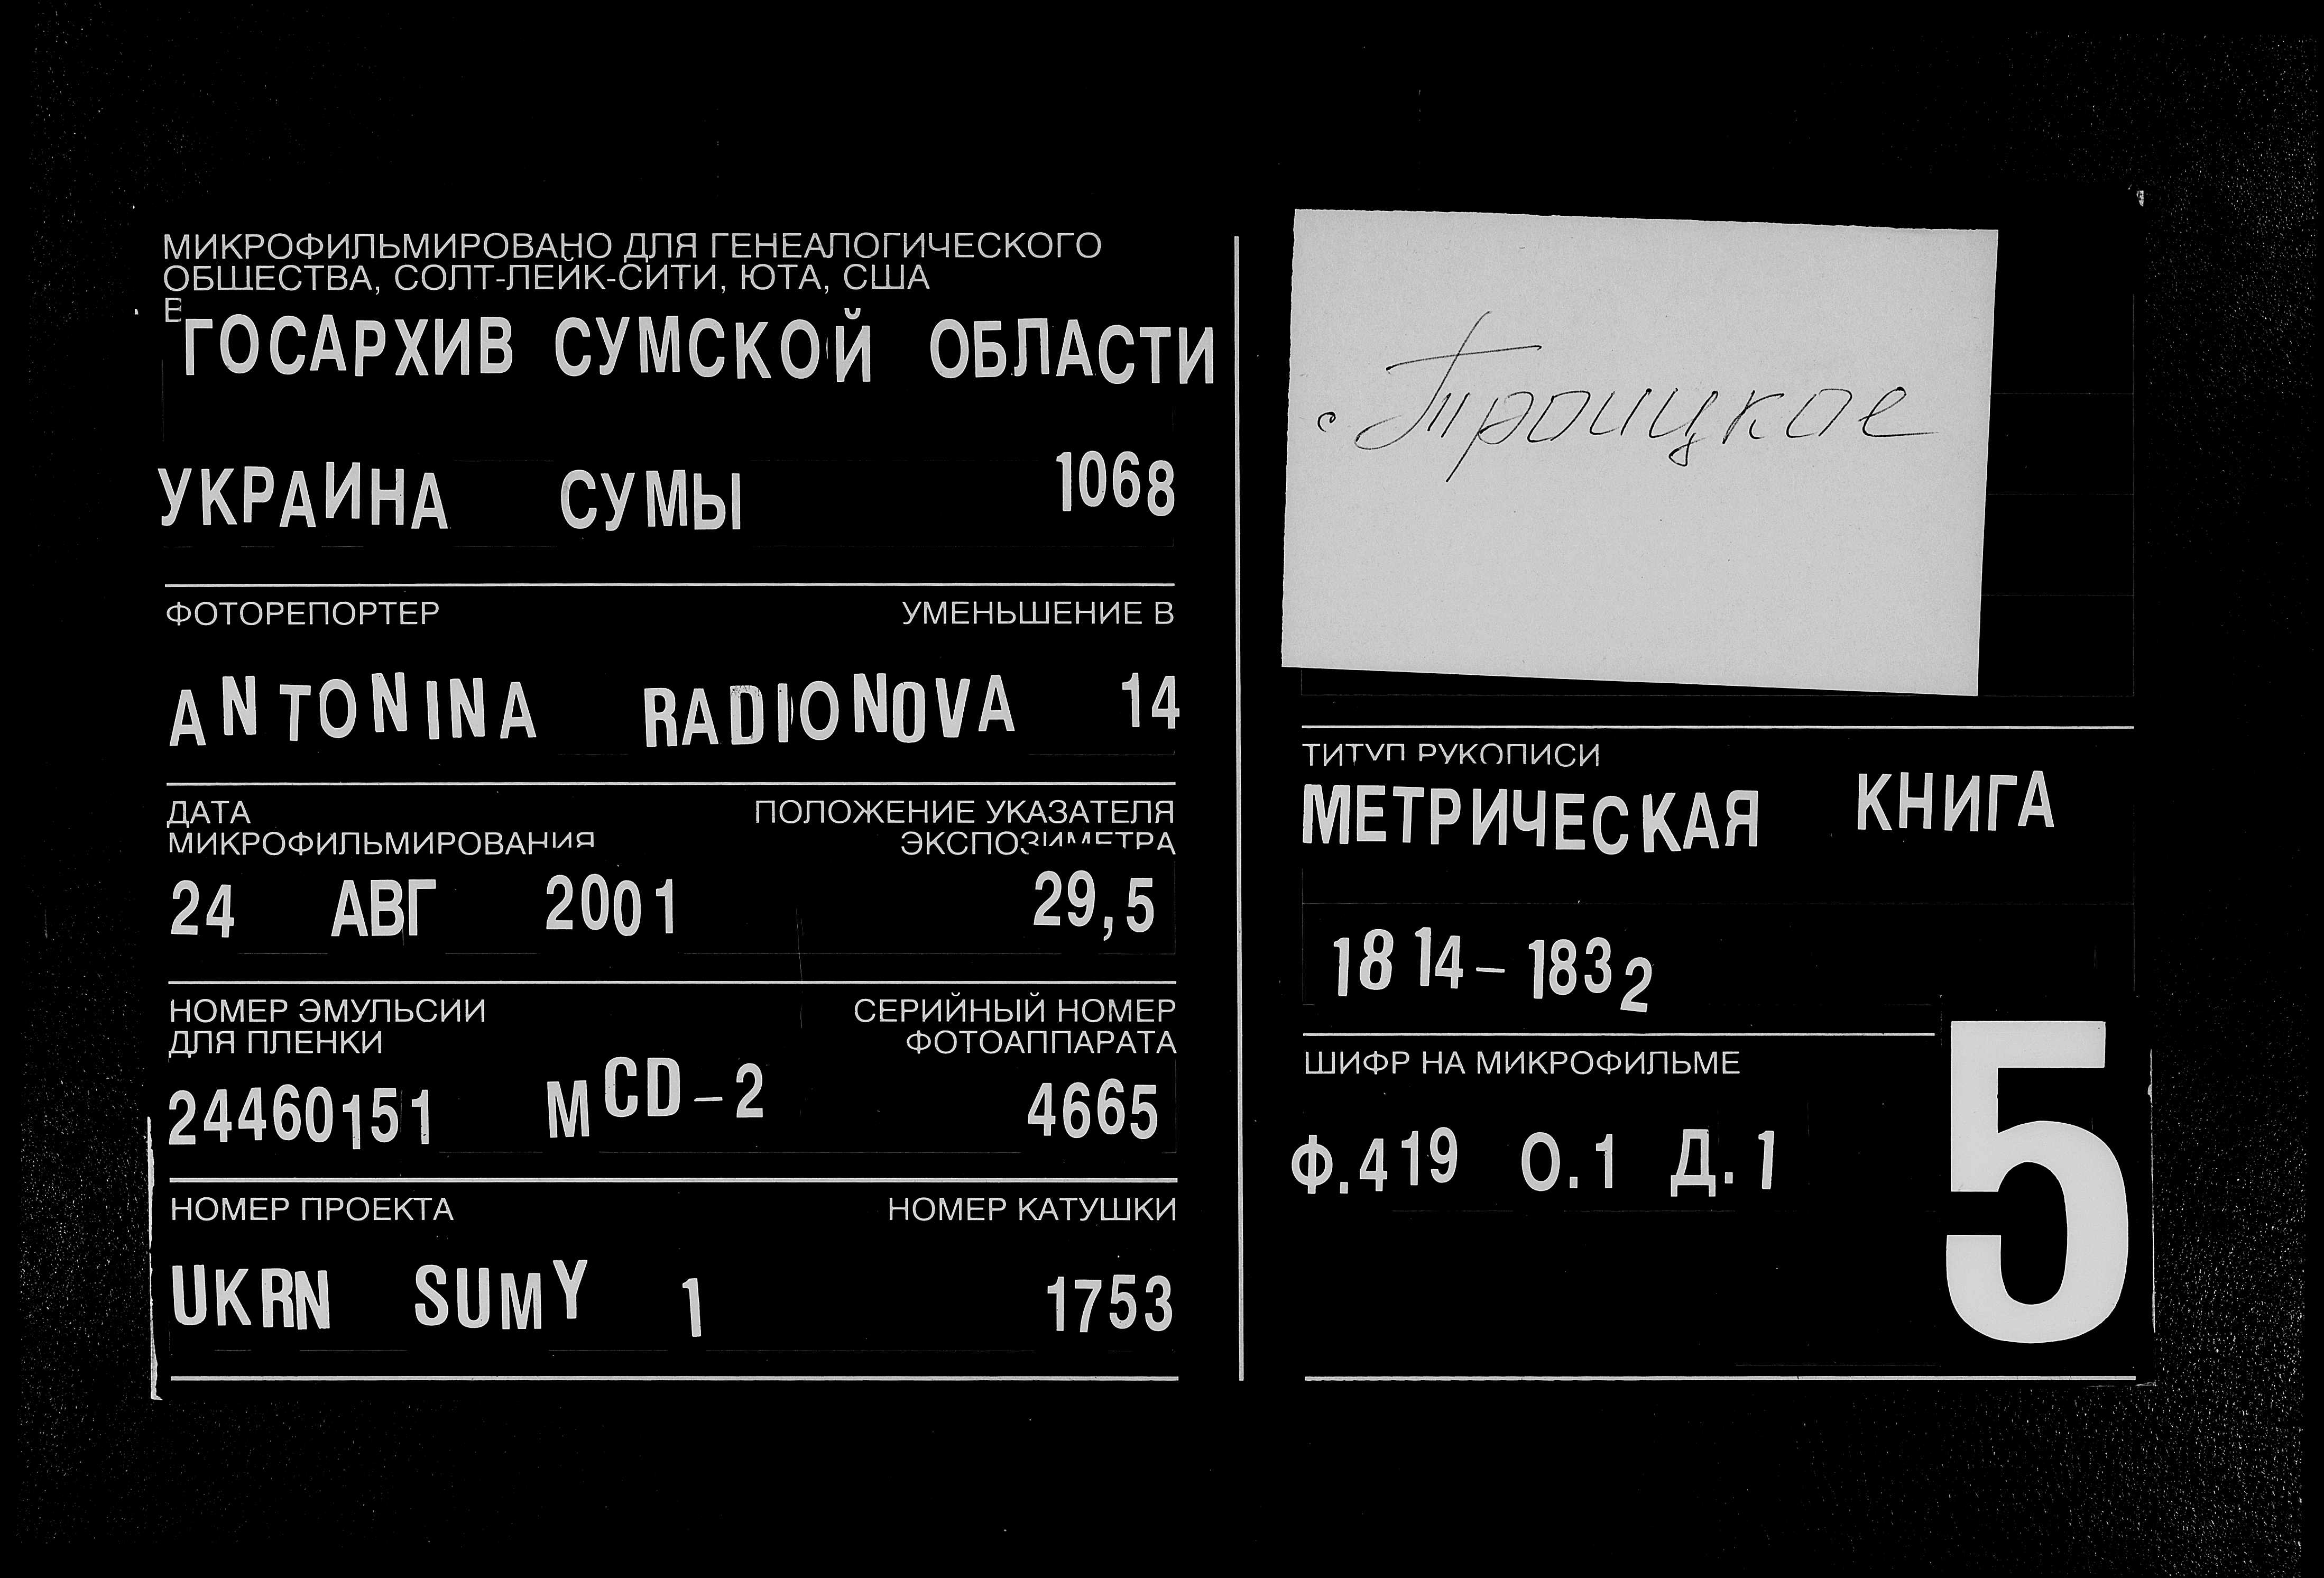 МИКРОФИЛЬМИРОВАНО ДЛЯ ГЕНЕАЛОГИЧЕСКОГО
ОБЩЕСТВА, СОЛТ-ЛЕЙК-СИТИ, ЮТА, США
В
ГОСАРХИВ СУМСКОЙ ОБЛАСТИ
УКРАИНА СУМЫ 1068
ФОТОРЕПОРТЕР УМЕНЬШЕНИЕ В
ANTONINA RADIONOVA 14
ДАТА ПОЛОЖЕНИЕ УКАЗАТЕЛЯ
МИКРОФИЛЬМИРОВАНИЯ ЭКСПОЗИМЕТРА
24 АВГ 2001 29,5
НОМЕР ЭМУЛЬСИИ СЕРИЙНЫЙ НОМЕР
ДЛЯ ПЛЕНКИ ФОТОАППАРАТА
24460151 MCD-2 4665
НОМЕР ПРОЕКТА НОМЕР КАТУШКИ
UKRN SUMY 1 1753
с Троицкое
ТИТУЛ РУКОПИСИ
МЕТРИЧЕСКАЯ КНИГА
1814-1832
ШИФР НА МИКРОФИЛЬМЕ
Ф.419 О.1 Д.1
5